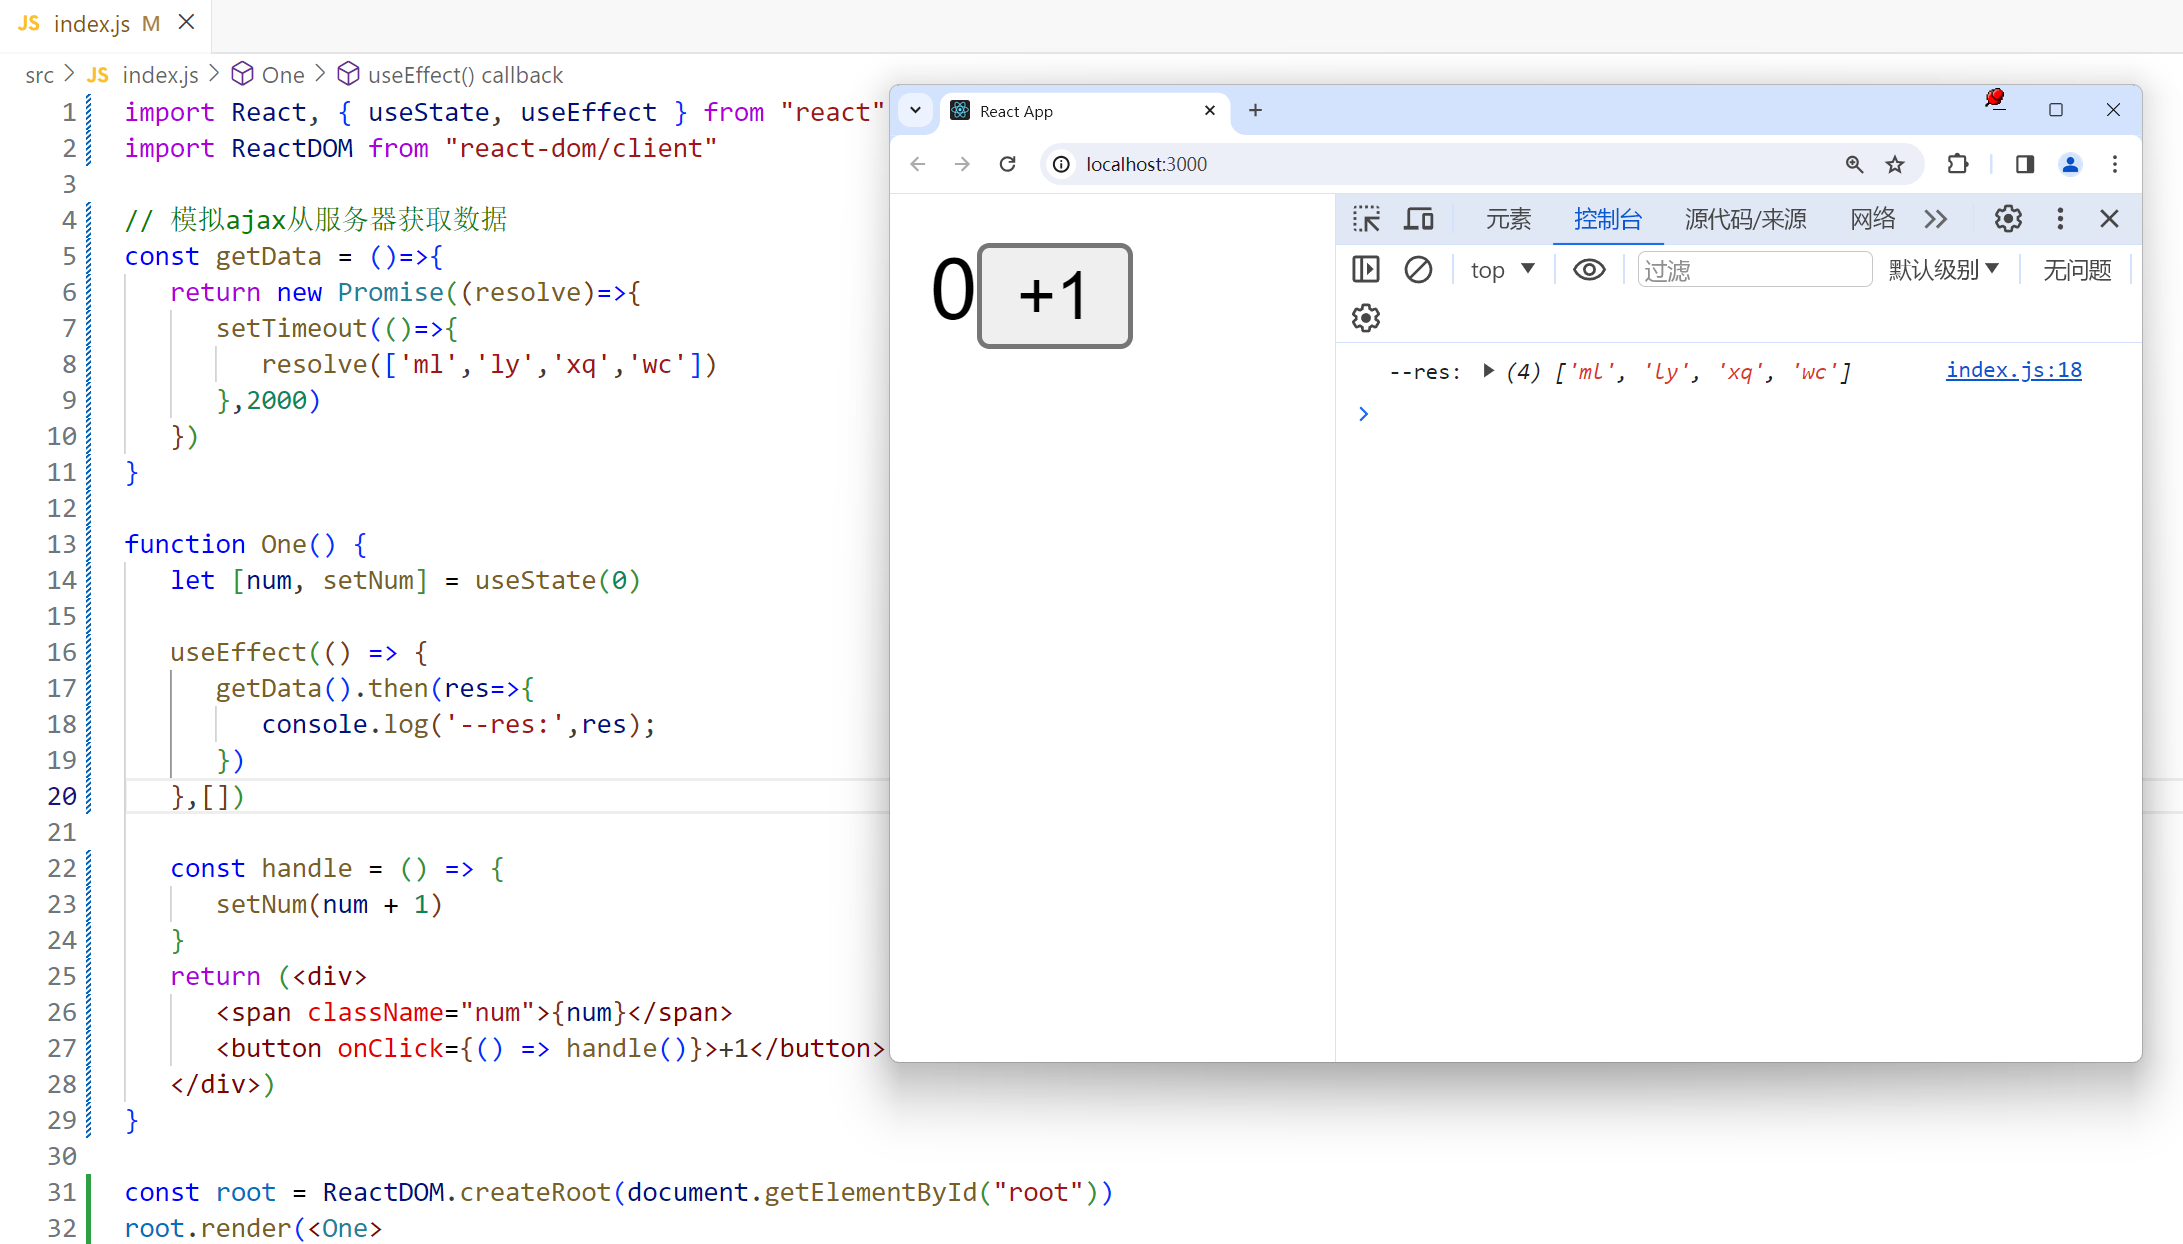 JS index.js M
src > JS index.js > One > useEffect() callback
1 import React, { useState, useEffect } from "react"
2 import ReactDOM from "react-dom/client"
3
4 // 模拟ajax从服务器获取数据
5 const getData = ()=>{
6 return new Promise((resolve)=>{
7 setTimeout(()=>{
8 resolve(['ml','ly','xq','wc'])
9 },2000)
10 })
11 }
12
13 function One() {
14 let [num, setNum] = useState(0)
15
16 useEffect(() => {
17 getData().then(res=>{
18 console.log('--res:',res);
19 })
20 },[])
21
22 const handle = () => {
23 setNum(num + 1)
24 }
25 return (<div>
26 <span className="num">{num}</span>
27 <button onClick={() => handle()}>+1</button>
28 </div>)
29 }
30
31 const root = ReactDOM.createRoot(document.getElementById("root"))
32 root.render(<One>
React App
localhost:3000
0 +1
元素 控制台 源代码/来源 网络
top 过滤 默认级别 无问题
--res: (4) ['ml', 'ly', 'xq', 'wc'] index.js:18